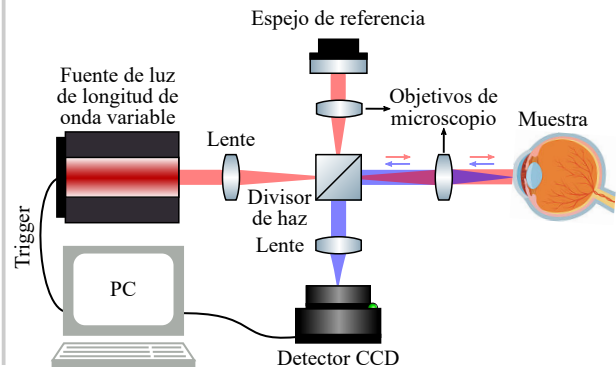 Espejo de referencia
Fuente de luz
de longitud de
onda variable
Lente
Objetivos de
microscopio
Muestra
Divisor
de haz
Lente
Trigger
PC
Detector CCD